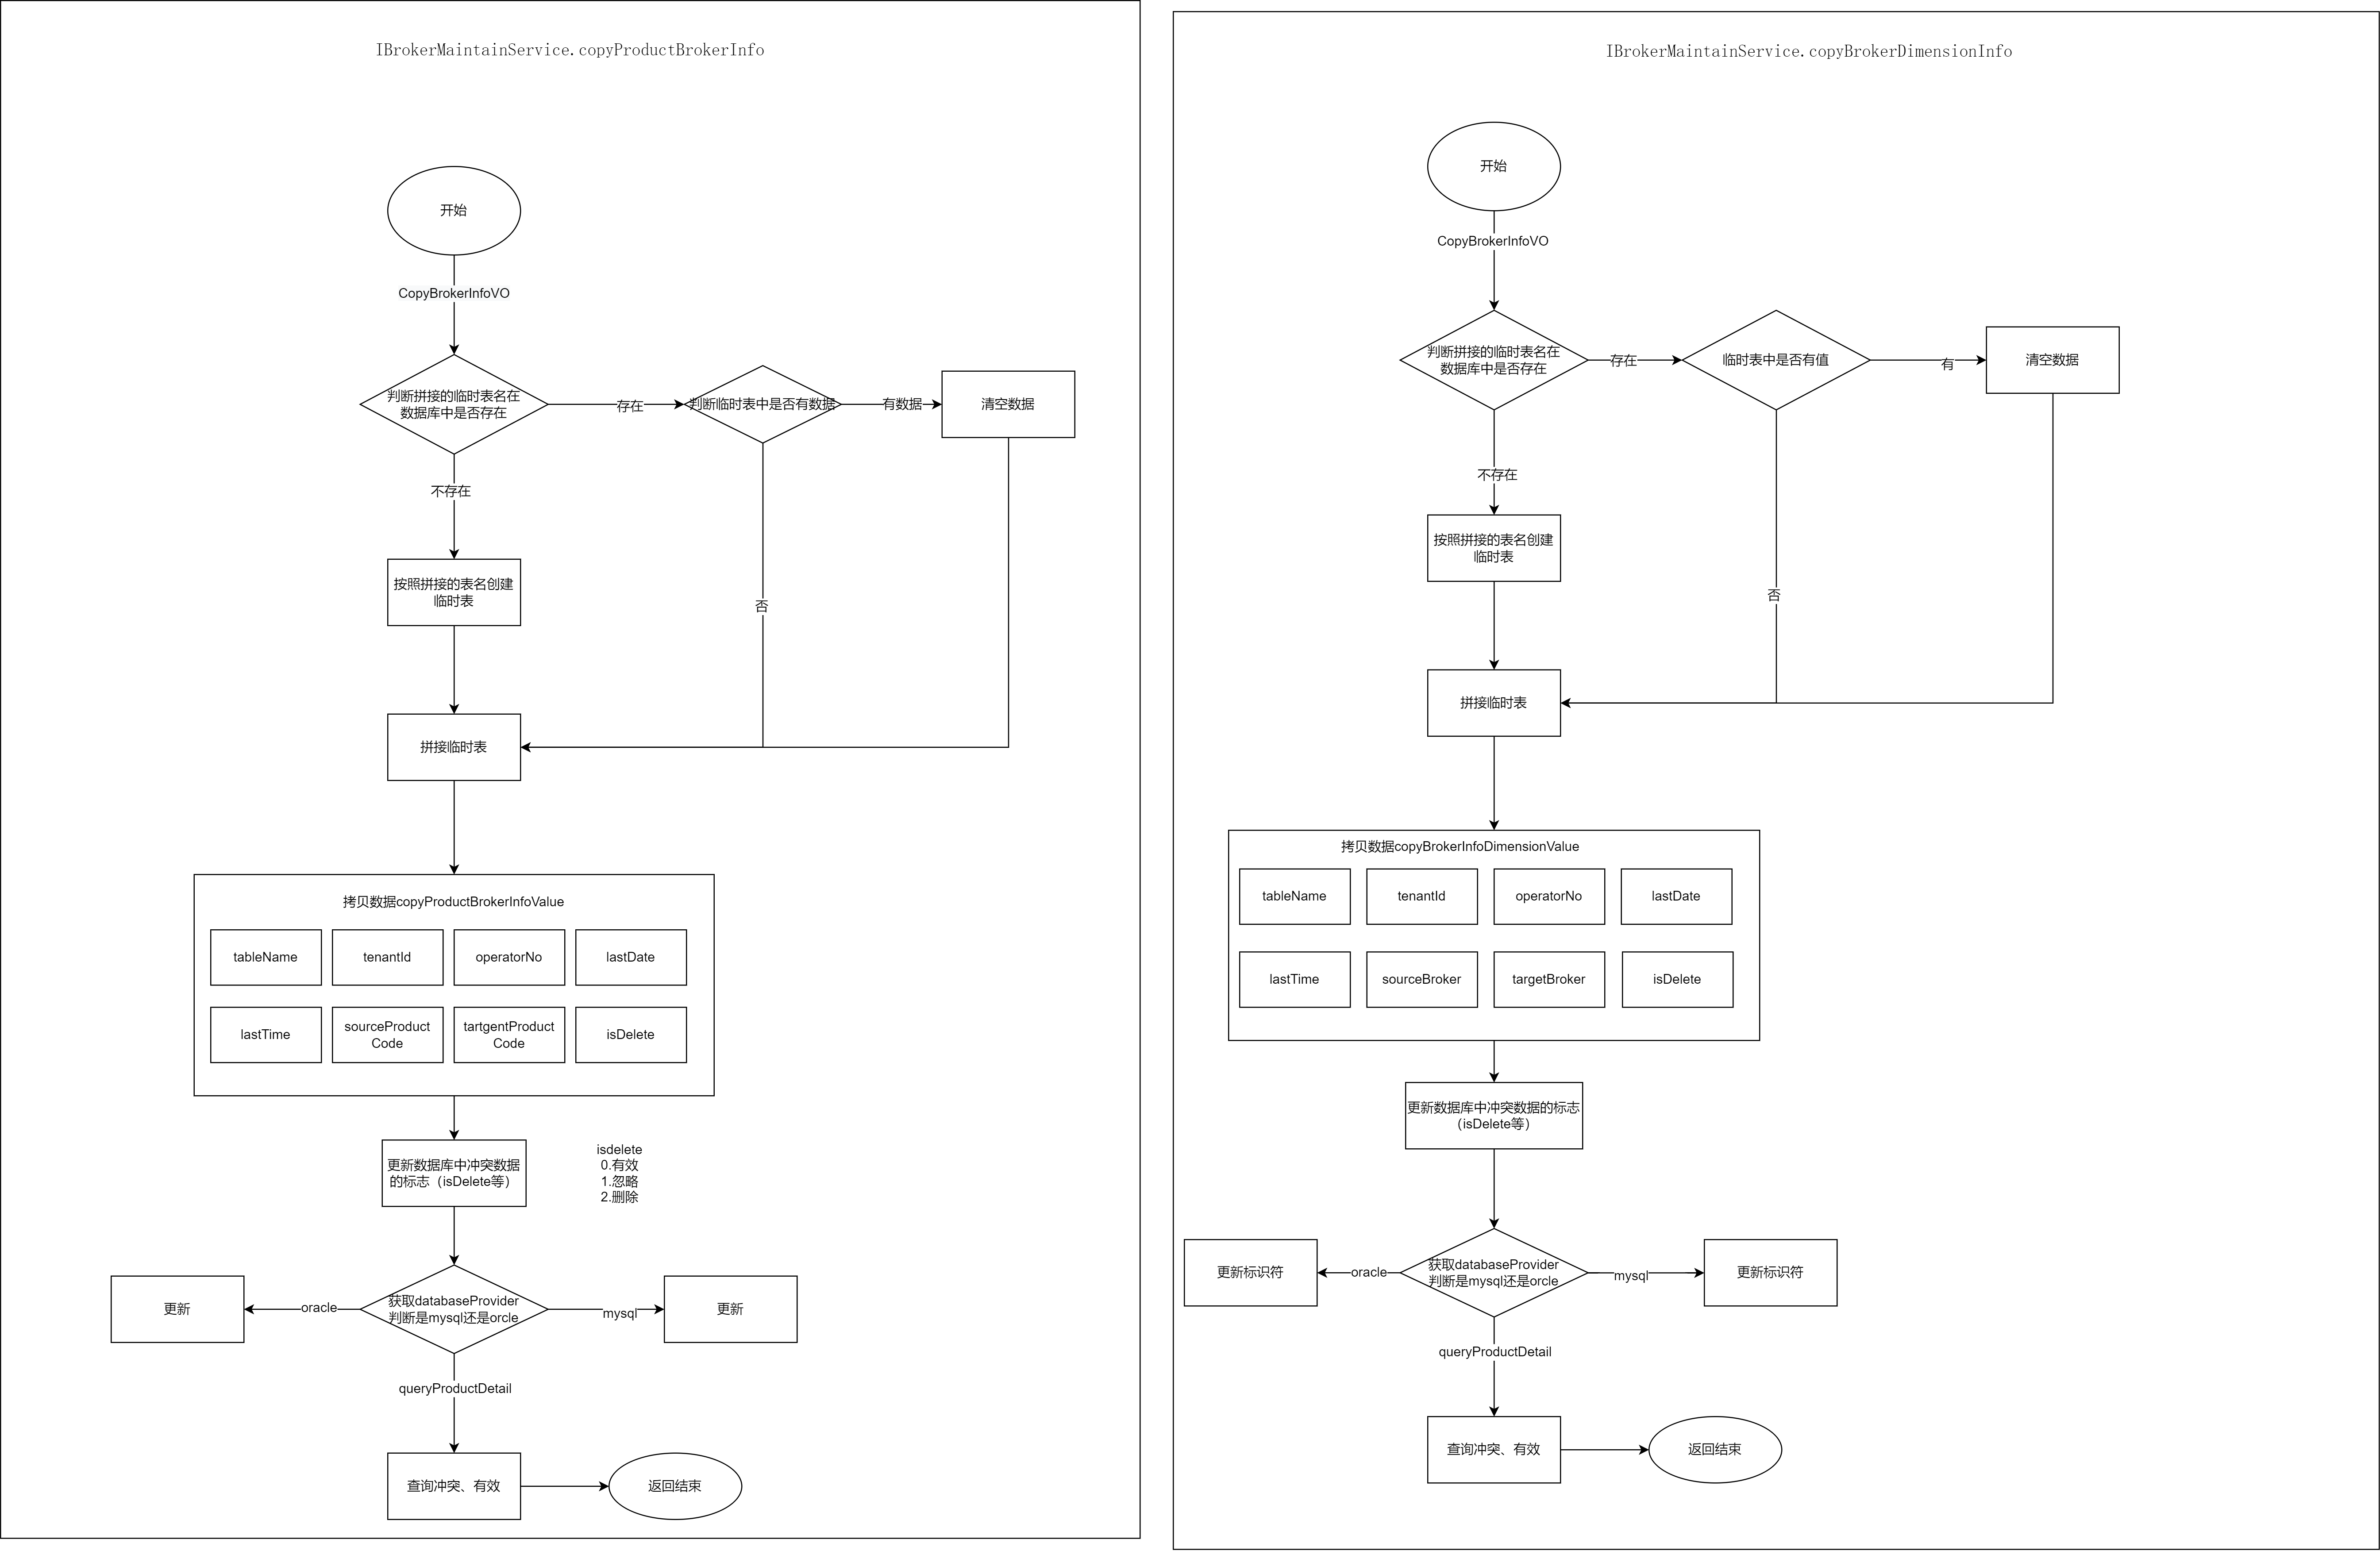 IBrokerMaintainService.copyProductBrokerInfo
开始
CopyBrokerInfoVO
判断拼接的临时表名在
数据库中是否存在
存在
判断临时表中是否有数据
有数据
清空数据
不存在
按照拼接的表名创建
临时表
否
拼接临时表
拷贝数据copyProductBrokerInfoValue
tableName
tenantId
operatorNo
lastDate
lastTime
sourceProduct
Code
tartgentProduct
Code
isDelete
更新数据库中冲突数据
的标志（isDelete等）
isdelete
0.有效
1.忽略
2.删除
更新
oracle
获取databaseProvider
判断是mysql还是orcle
mysql
更新
queryProductDetail
查询冲突、有效
返回结束
IBrokerMaintainService.copyBrokerDimensionInfo
开始
CopyBrokerInfoVO
判断拼接的临时表名在
数据库中是否存在
存在
临时表中是否有值
有
清空数据
不存在
按照拼接的表名创建
临时表
否
拼接临时表
拷贝数据copyBrokerInfoDimensionValue
tableName
tenantId
operatorNo
lastDate
lastTime
sourceBroker
targetBroker
isDelete
更新数据库中冲突数据的标志
（isDelete等）
更新标识符
oracle
获取databaseProvider
判断是mysql还是orcle
mysql
更新标识符
queryProductDetail
查询冲突、有效
返回结束